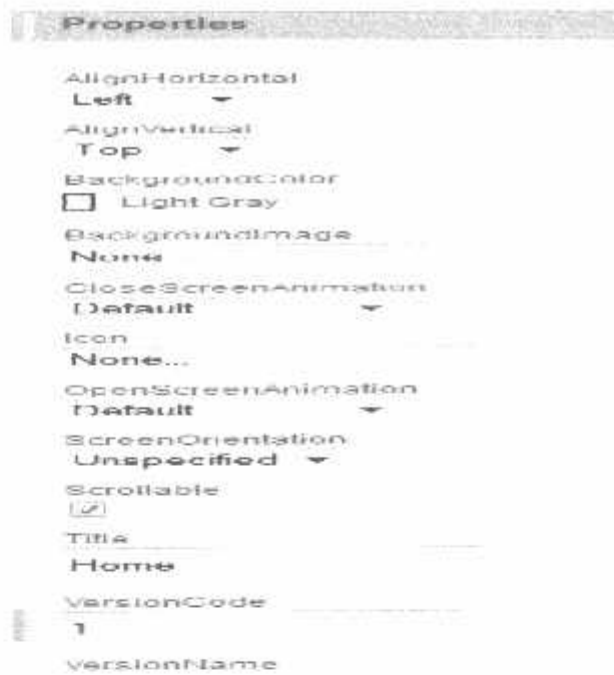 Properties
AlignHorizontal
Left
AlignVertical
Top
BackgroundColor
Light Gray
BackgroundImage
None
CloseScreenAnimation
Default
Icon
None...
OpenScreenAnimation
Default
ScreenOrientation
Unspecified
Scrollable
Title
Home
VersionCode
1
VersionName